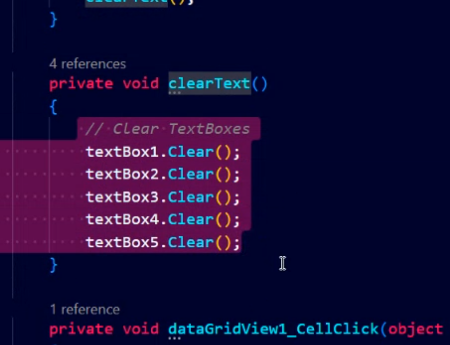 clearText();
}
4 references
private void clearText()
{
// Clear TextBoxes
textBox1.Clear();
textBox2.Clear();
textBox3.Clear();
textBox4.Clear();
textBox5.Clear();
}
1 reference
private void dataGridView1_CellClick(object